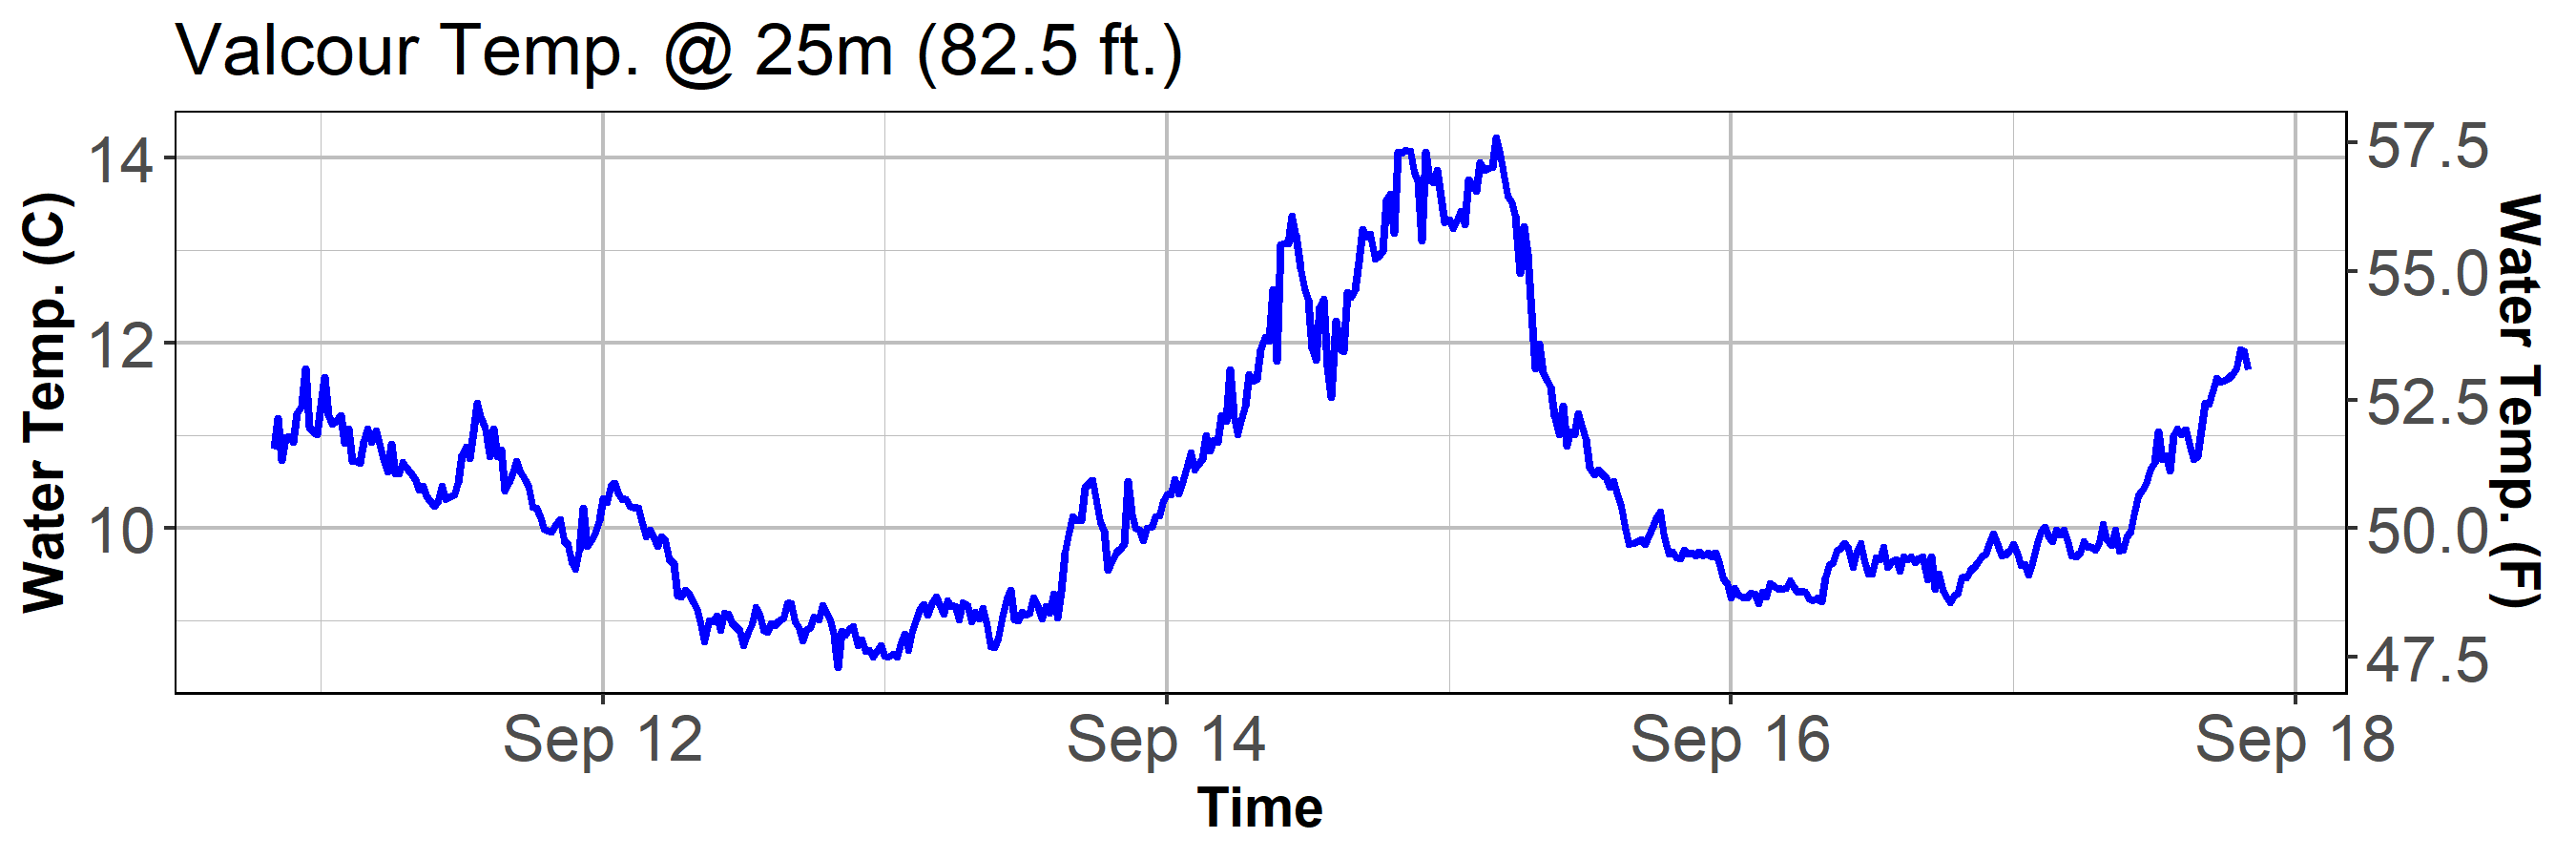 Valcour Temp. @ 25m (82.5 ft.)
Water Temp. (C)
14
12
10
57.5
55.0
52.5
50.0
47.5
Water Temp. (F)
Sep 12
Sep 14
Sep 16
Sep 18
Time